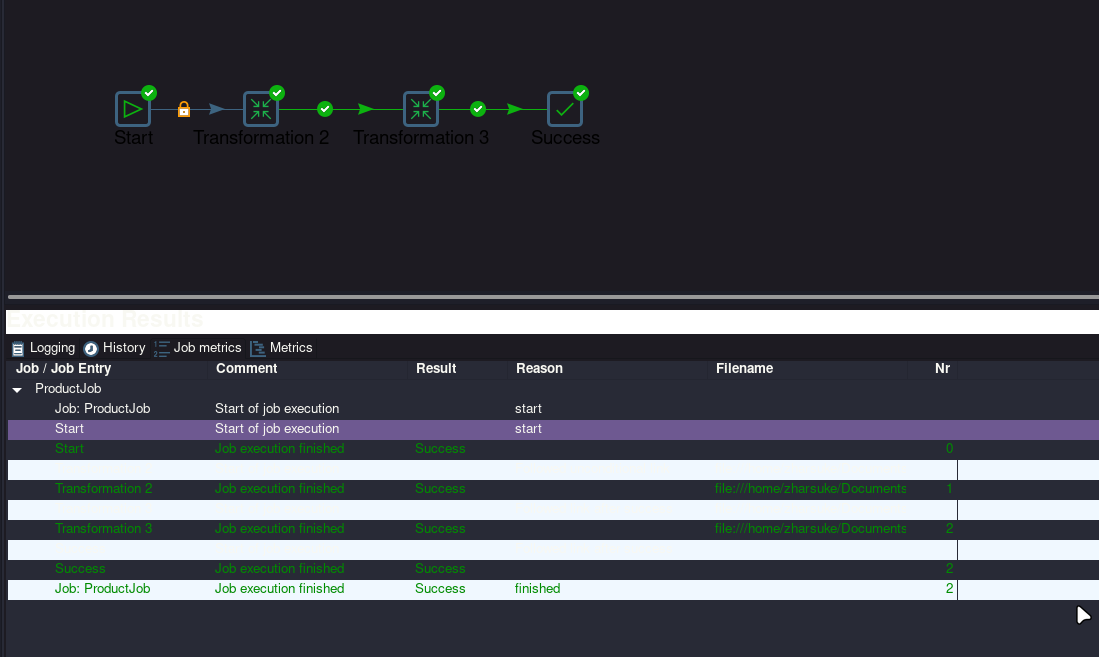 Start
Transformation 2
Transformation 3
Success
Execution Results
Logging History Job metrics Metrics
Job / Job Entry Comment Result Reason Filename Nr
ProductJob
Job: ProductJob Start of job execution start
Start Start of job execution start
Start Job execution finished Success 0
Transformation 2 Job execution finished Success file:///home/zharsuke/Documents 1
Transformation 3 Job execution finished Success file:///home/zharsuke/Documents 2
Success Job execution finished Success 2
Job: ProductJob Job execution finished Success finished 2